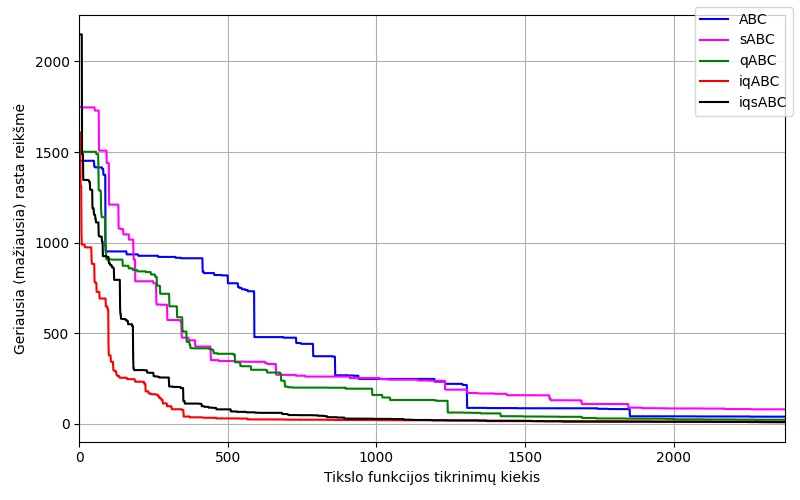 ABC
sABC
qABC
iqABC
iqsABC
Geriausia (mažiausia) rasta reikšmė
2000
1500
1000
500
0
0 500 1000 1500 2000
Tikslo funkcijos tikrinimų kiekis